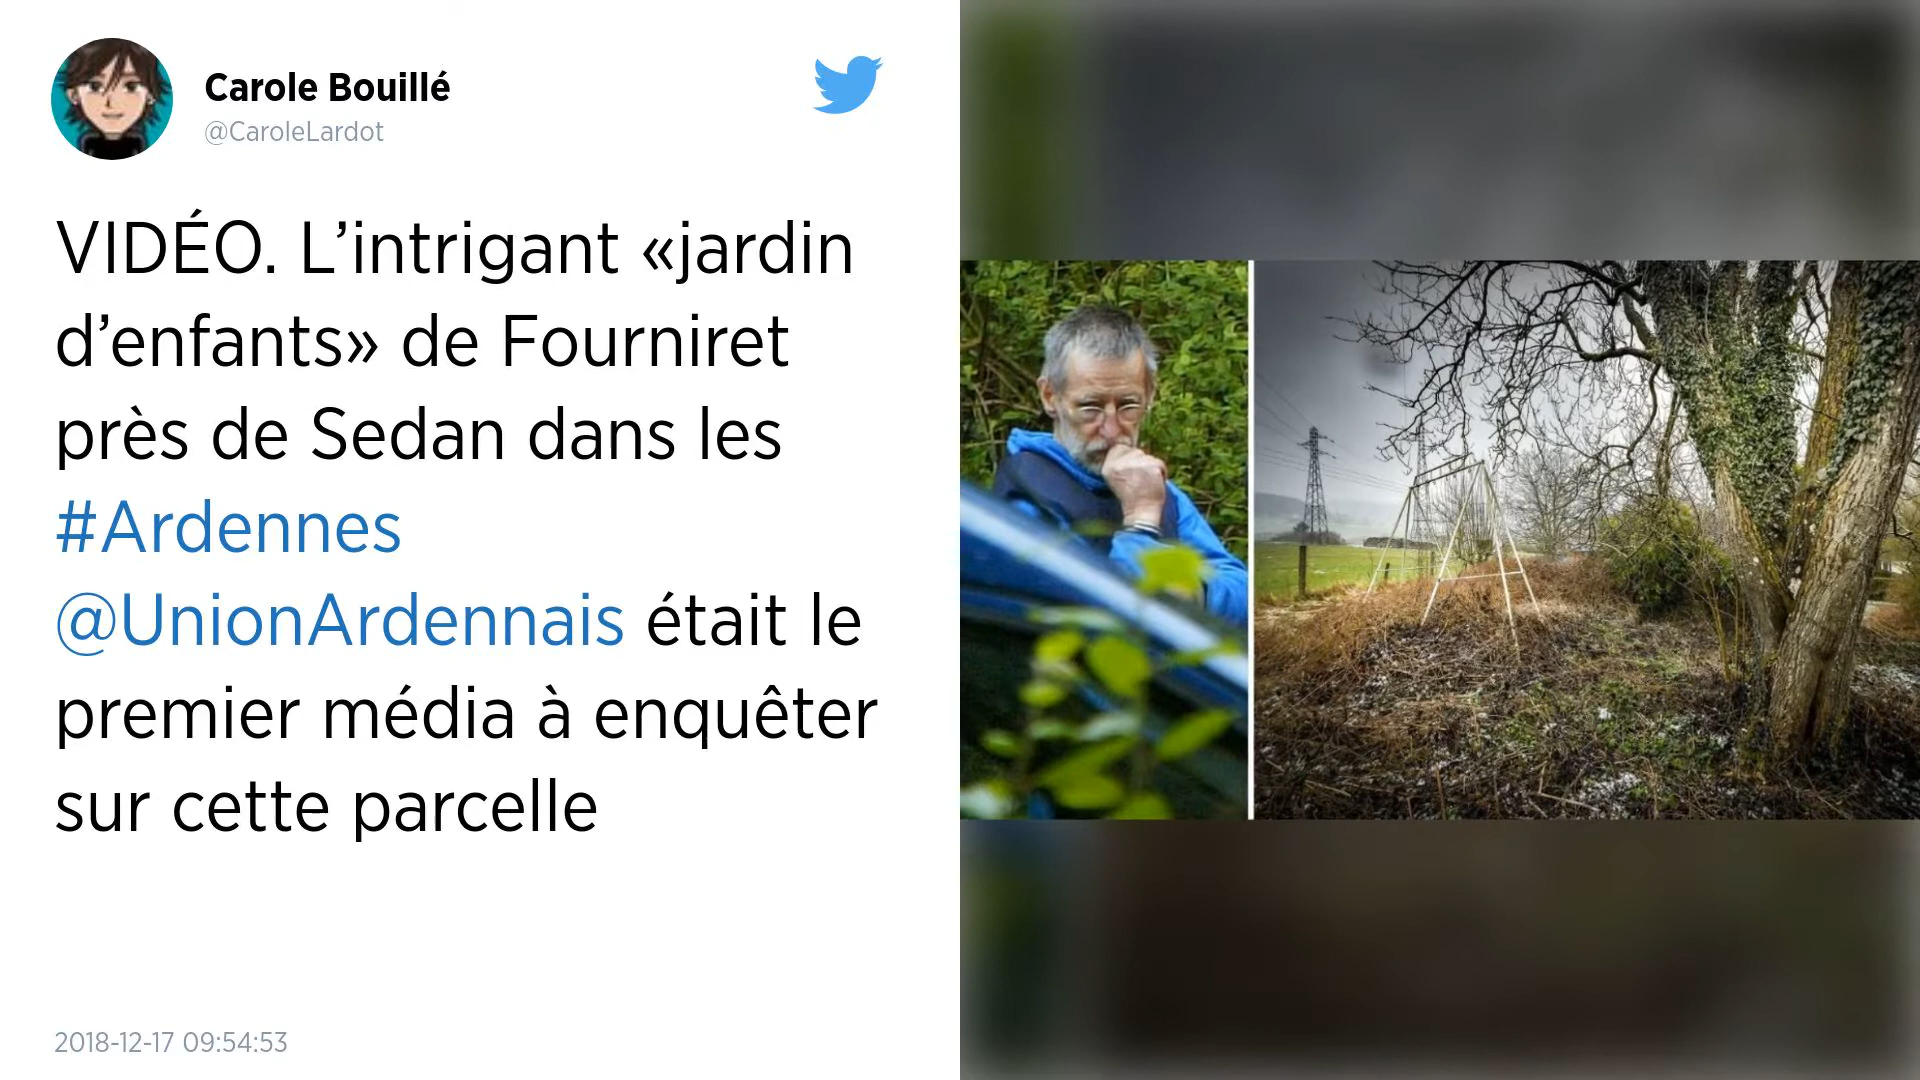 Carole Bouillé
@CaroleLardot
VIDÉO. L’intrigant «jardin
d’enfants» de Fourniret
près de Sedan dans les
#Ardennes
@UnionArdennais était le
premier média à enquêter
sur cette parcelle
2018-12-17 09:54:53